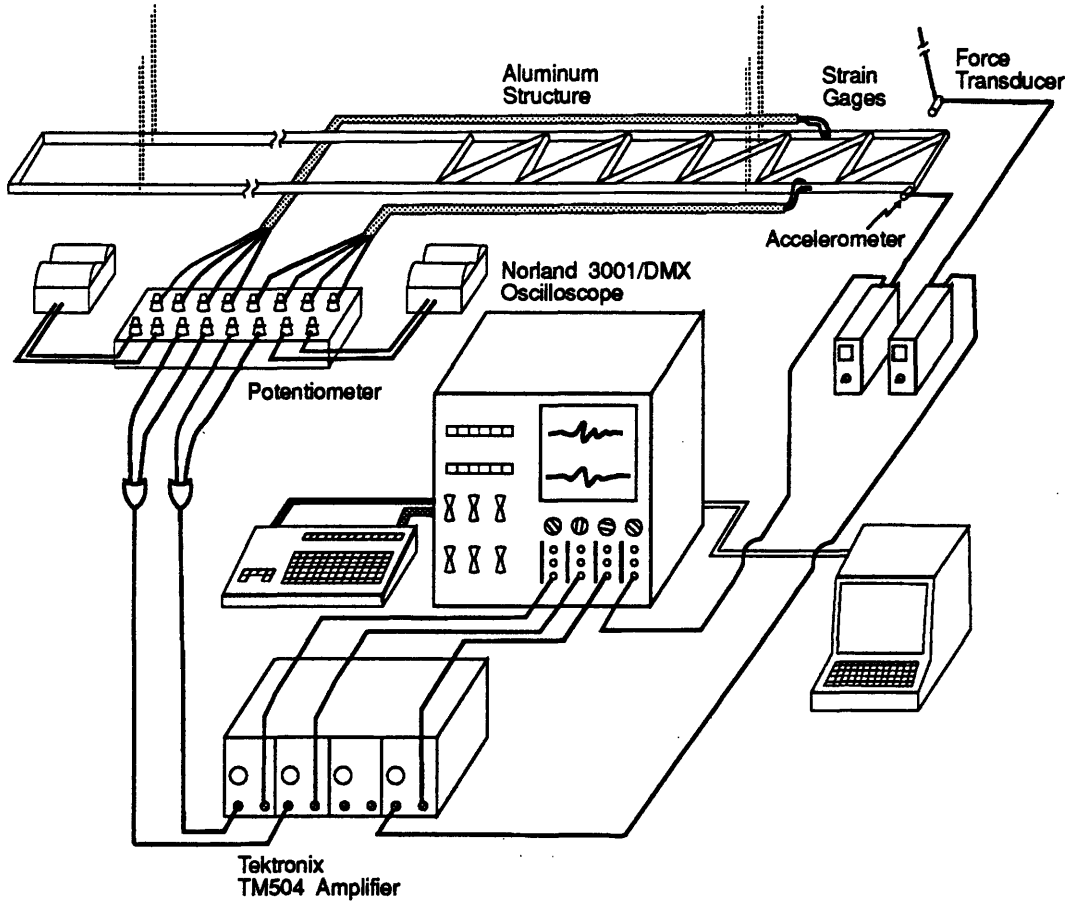 Aluminum
Structure
Strain
Gages
Force
Transducer
Accelerometer
Norland 3001/DMX
Oscilloscope
Potentiometer
Tektronix
TM504 Amplifier